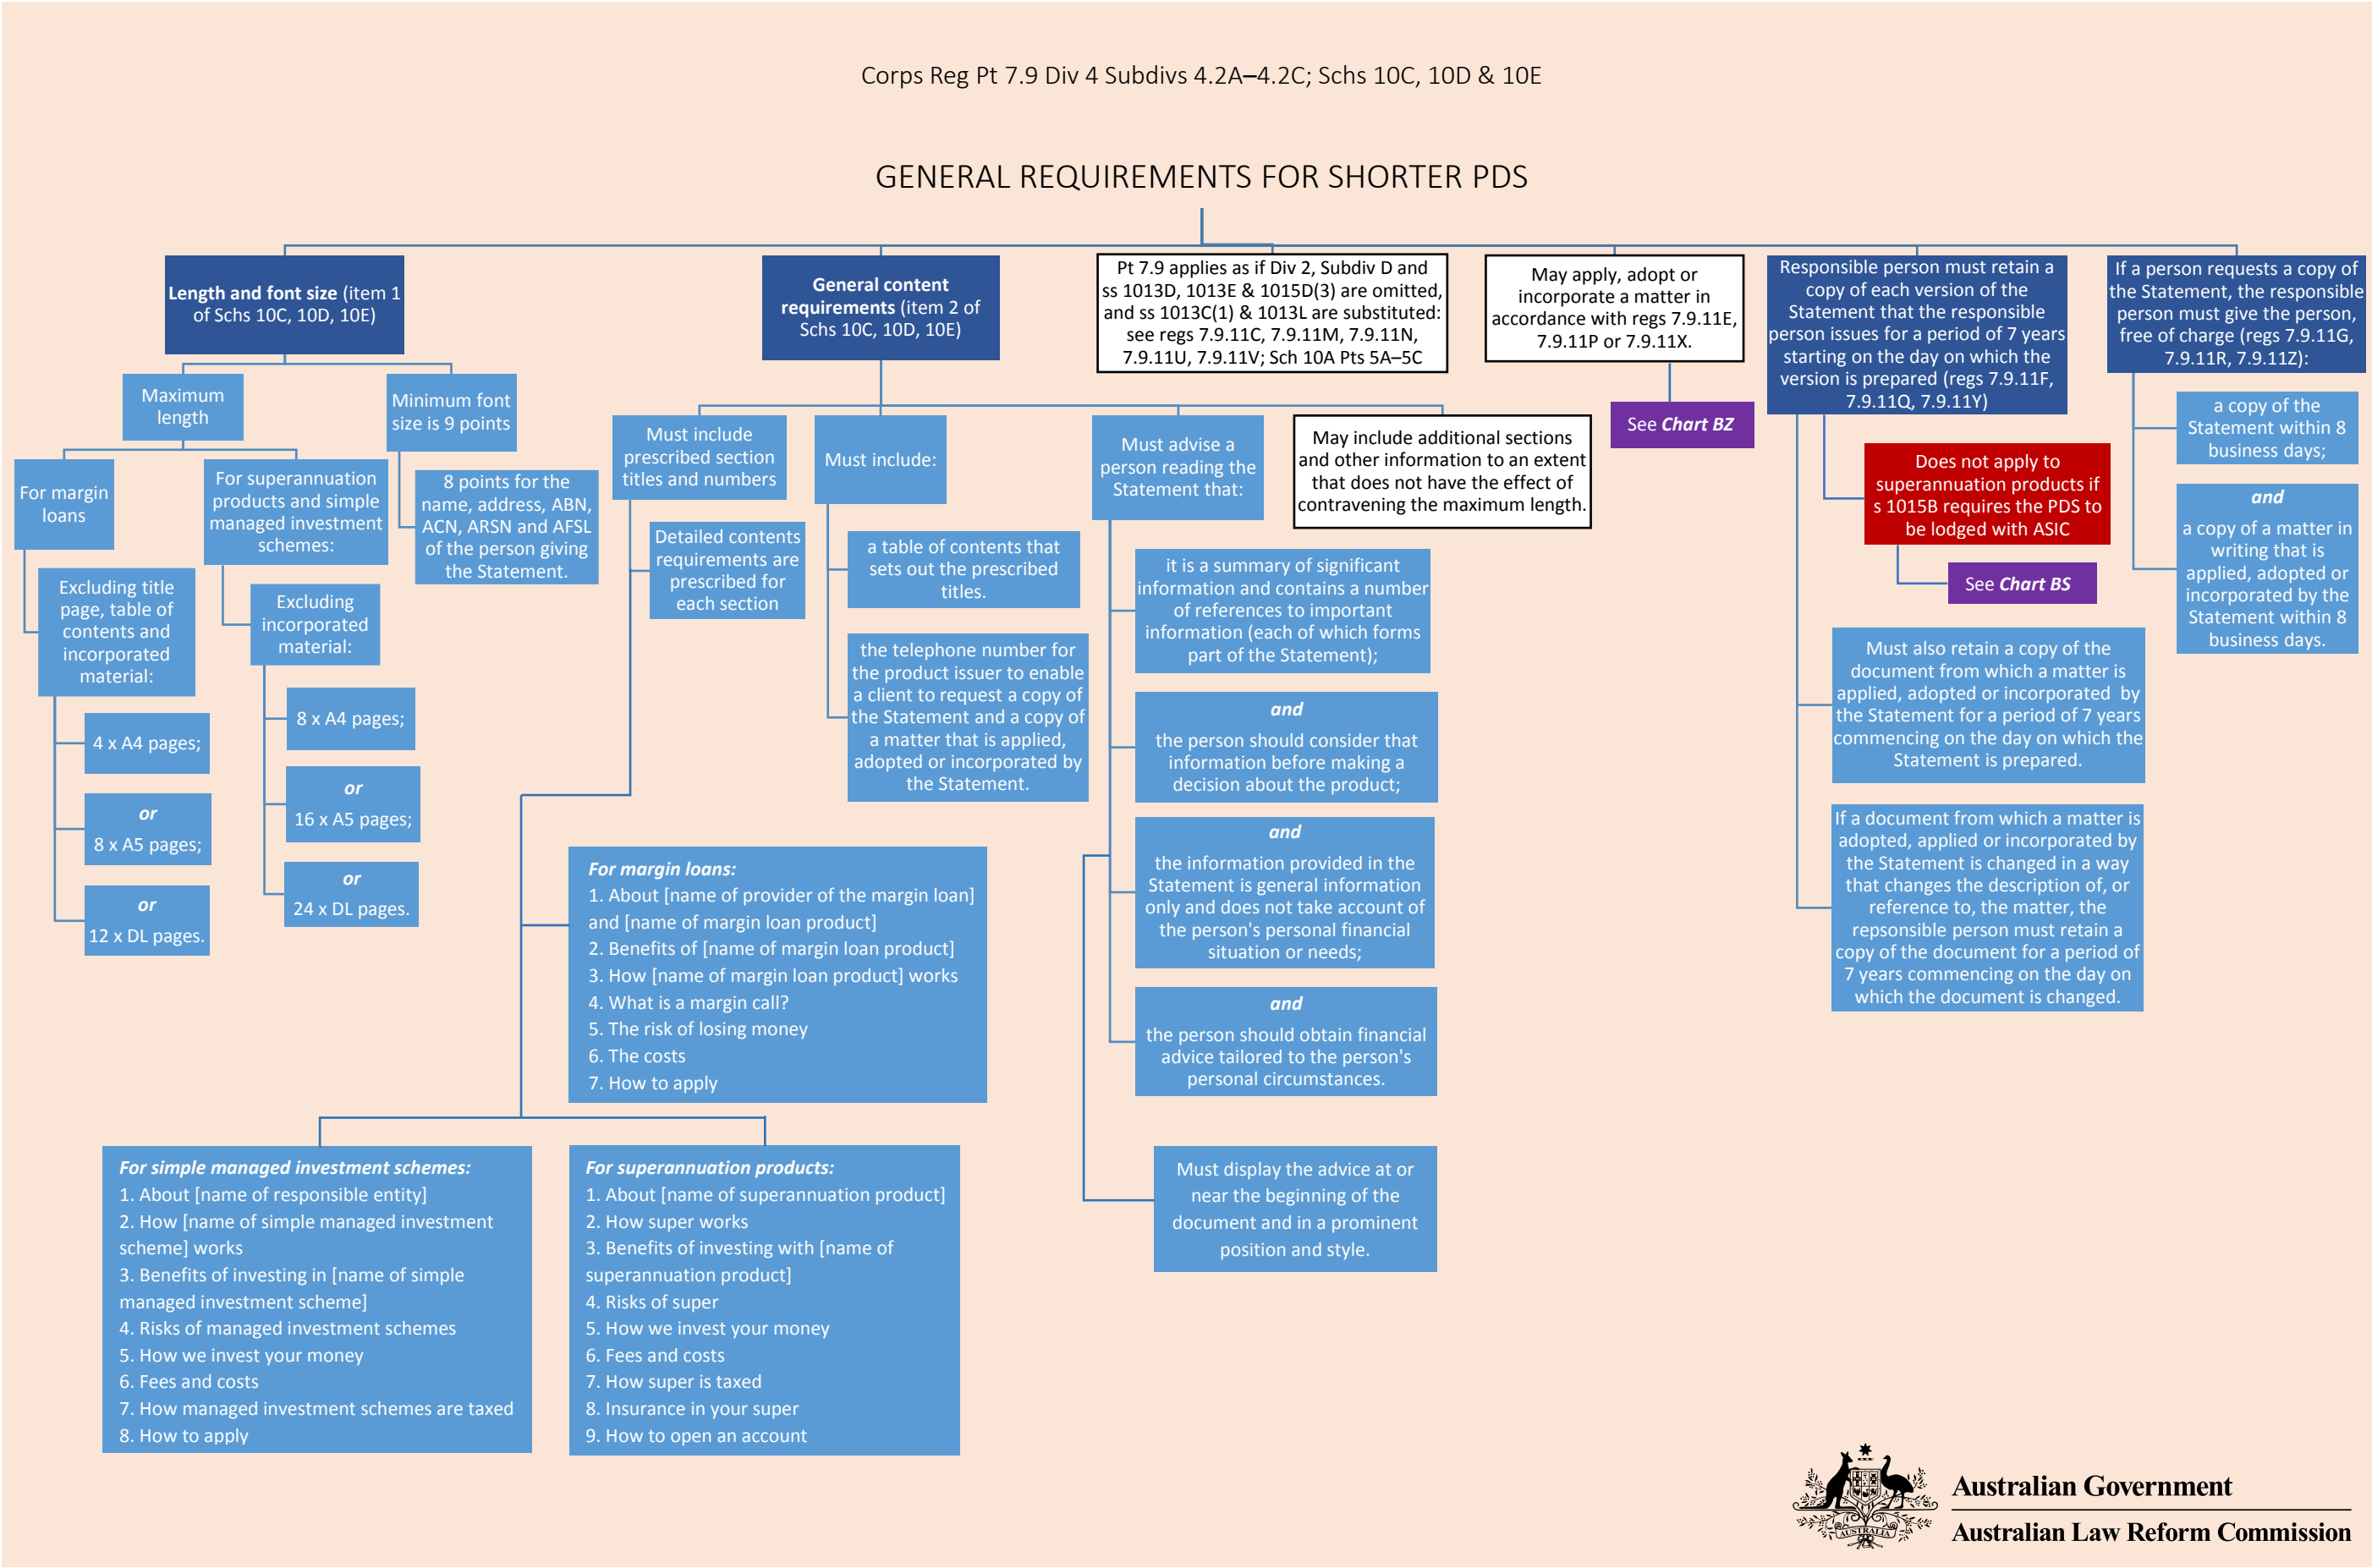 Corps Reg Pt 7.9 Div 4 Subdivs 4.2A–4.2C; Schs 10C, 10D & 10E
GENERAL REQUIREMENTS FOR SHORTER PDS
Length and font size (item 1
of Schs 10C, 10D, 10E)
Maximum
length
For margin
loans
Excluding title
page, table of
contents and
incorporated
material:
4 x A4 pages;
or
8 x A5 pages;
or
12 x DL pages.
For superannuation
products and simple
managed investment
schemes:
Excluding
incorporated
material:
8 x A4 pages;
or
16 x A5 pages;
or
24 x DL pages.
Minimum font
size is 9 points
8 points for the
name, address, ABN,
ACN, ARSN and AFSL
of the person giving
the Statement.
General content
requirements (item 2 of
Schs 10C, 10D, 10E)
Must include
prescribed section
titles and numbers
Detailed contents
requirements are
prescribed for
each section
For margin loans:
1. About [name of provider of the margin loan]
and [name of margin loan product]
2. Benefits of [name of margin loan product]
3. How [name of margin loan product] works
4. What is a margin call?
5. The risk of losing money
6. The costs
7. How to apply
For simple managed investment schemes:
1. About [name of responsible entity]
2. How [name of simple managed investment
scheme] works
3. Benefits of investing in [name of simple
managed investment scheme]
4. Risks of managed investment schemes
5. How we invest your money
6. Fees and costs
7. How managed investment schemes are taxed
8. How to apply
For superannuation products:
1. About [name of superannuation product]
2. How super works
3. Benefits of investing with [name of
superannuation product]
4. Risks of super
5. How we invest your money
6. Fees and costs
7. How super is taxed
8. Insurance in your super
9. How to open an account
Must include:
a table of contents that
sets out the prescribed
titles.
the telephone number for
the product issuer to enable
a client to request a copy of
the Statement and a copy of
a matter that is applied,
adopted or incorporated by
the Statement.
Must advise a
person reading the
Statement that:
it is a summary of significant
information and contains a number
of references to important
information (each of which forms
part of the Statement);
and
the person should consider that
information before making a
decision about the product;
and
the information provided in the
Statement is general information
only and does not take account of
the person's personal financial
situation or needs;
and
the person should obtain financial
advice tailored to the person's
personal circumstances.
Must display the advice at or
near the beginning of the
document and in a prominent
position and style.
May include additional sections
and other information to an extent
that does not have the effect of
contravening the maximum length.
Pt 7.9 applies as if Div 2, Subdiv D and
ss 1013D, 1013E & 1015D(3) are omitted,
and ss 1013C(1) & 1013L are substituted:
see regs 7.9.11C, 7.9.11M, 7.9.11N,
7.9.11U, 7.9.11V; Sch 10A Pts 5A–5C
May apply, adopt or
incorporate a matter in
accordance with regs 7.9.11E,
7.9.11P or 7.9.11X.
See Chart BZ
Responsible person must retain a
copy of each version of the
Statement that the responsible
person issues for a period of 7 years
starting on the day on which the
version is prepared (regs 7.9.11F,
7.9.11Q, 7.9.11Y)
Does not apply to
superannuation products if
s 1015B requires the PDS to
be lodged with ASIC
See Chart BS
Must also retain a copy of the
document from which a matter is
applied, adopted or incorporated by
the Statement for a period of 7 years
commencing on the day on which the
Statement is prepared.
If a document from which a matter is
adopted, applied or incorporated by
the Statement is changed in a way
that changes the description of, or
reference to, the matter, the
repsonsible person must retain a
copy of the document for a period of
7 years commencing on the day on
which the document is changed.
If a person requests a copy of
the Statement, the responsible
person must give the person,
free of charge (regs 7.9.11G,
7.9.11R, 7.9.11Z):
a copy of the
Statement within 8
business days;
and
a copy of a matter in
writing that is
applied, adopted or
incorporated by the
Statement within 8
business days.
AUSTRALIA
Australian Government
Australian Law Reform Commission